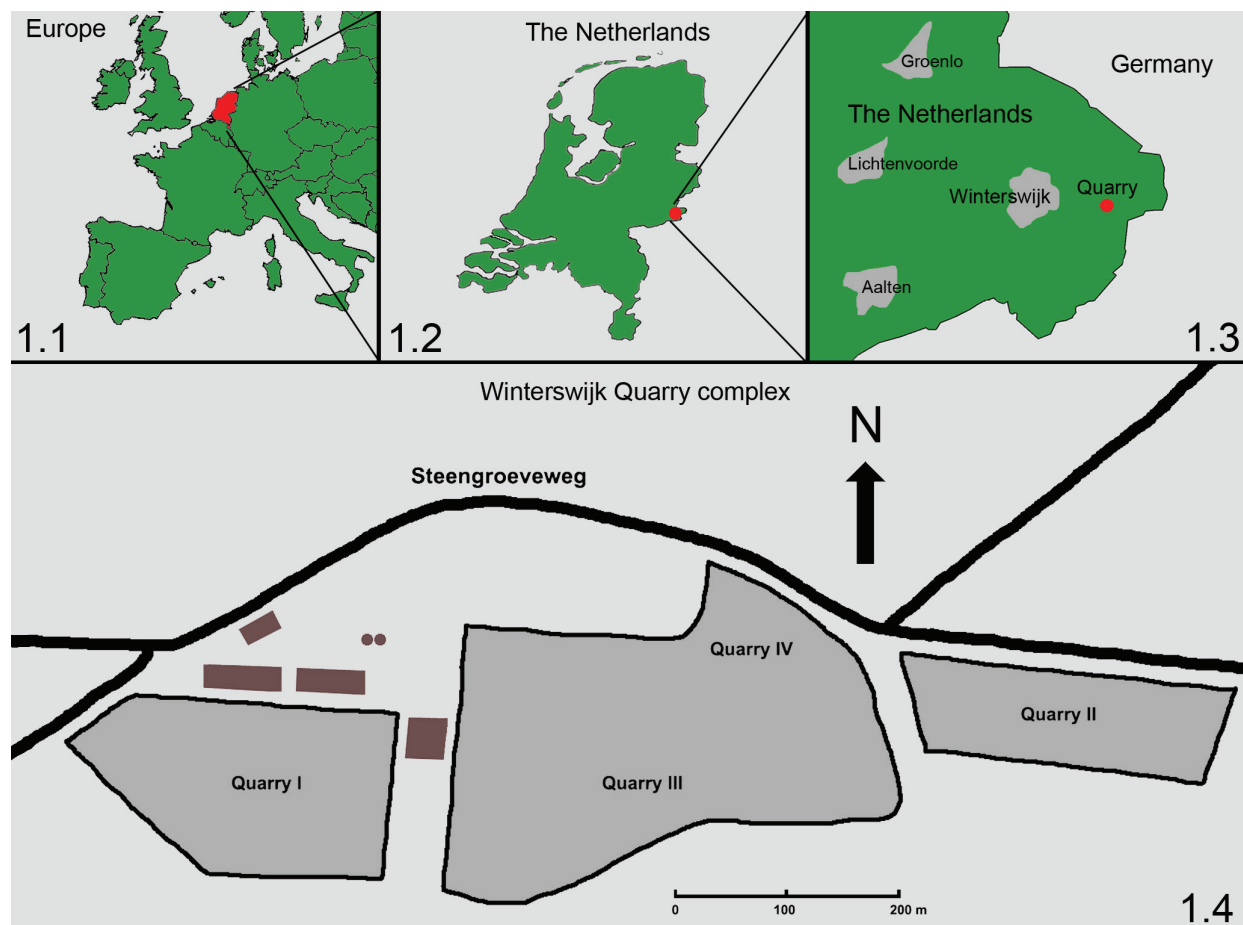 Europe
1.1
The Netherlands
1.2
Groenlo
Germany
The Netherlands
Lichtenvoorde
Winterswijk
Quarry
Aalten
1.3
Winterswijk Quarry complex
N
Steengroeveweg
Quarry IV
Quarry II
Quarry I
Quarry III
0 100 200 m
1.4